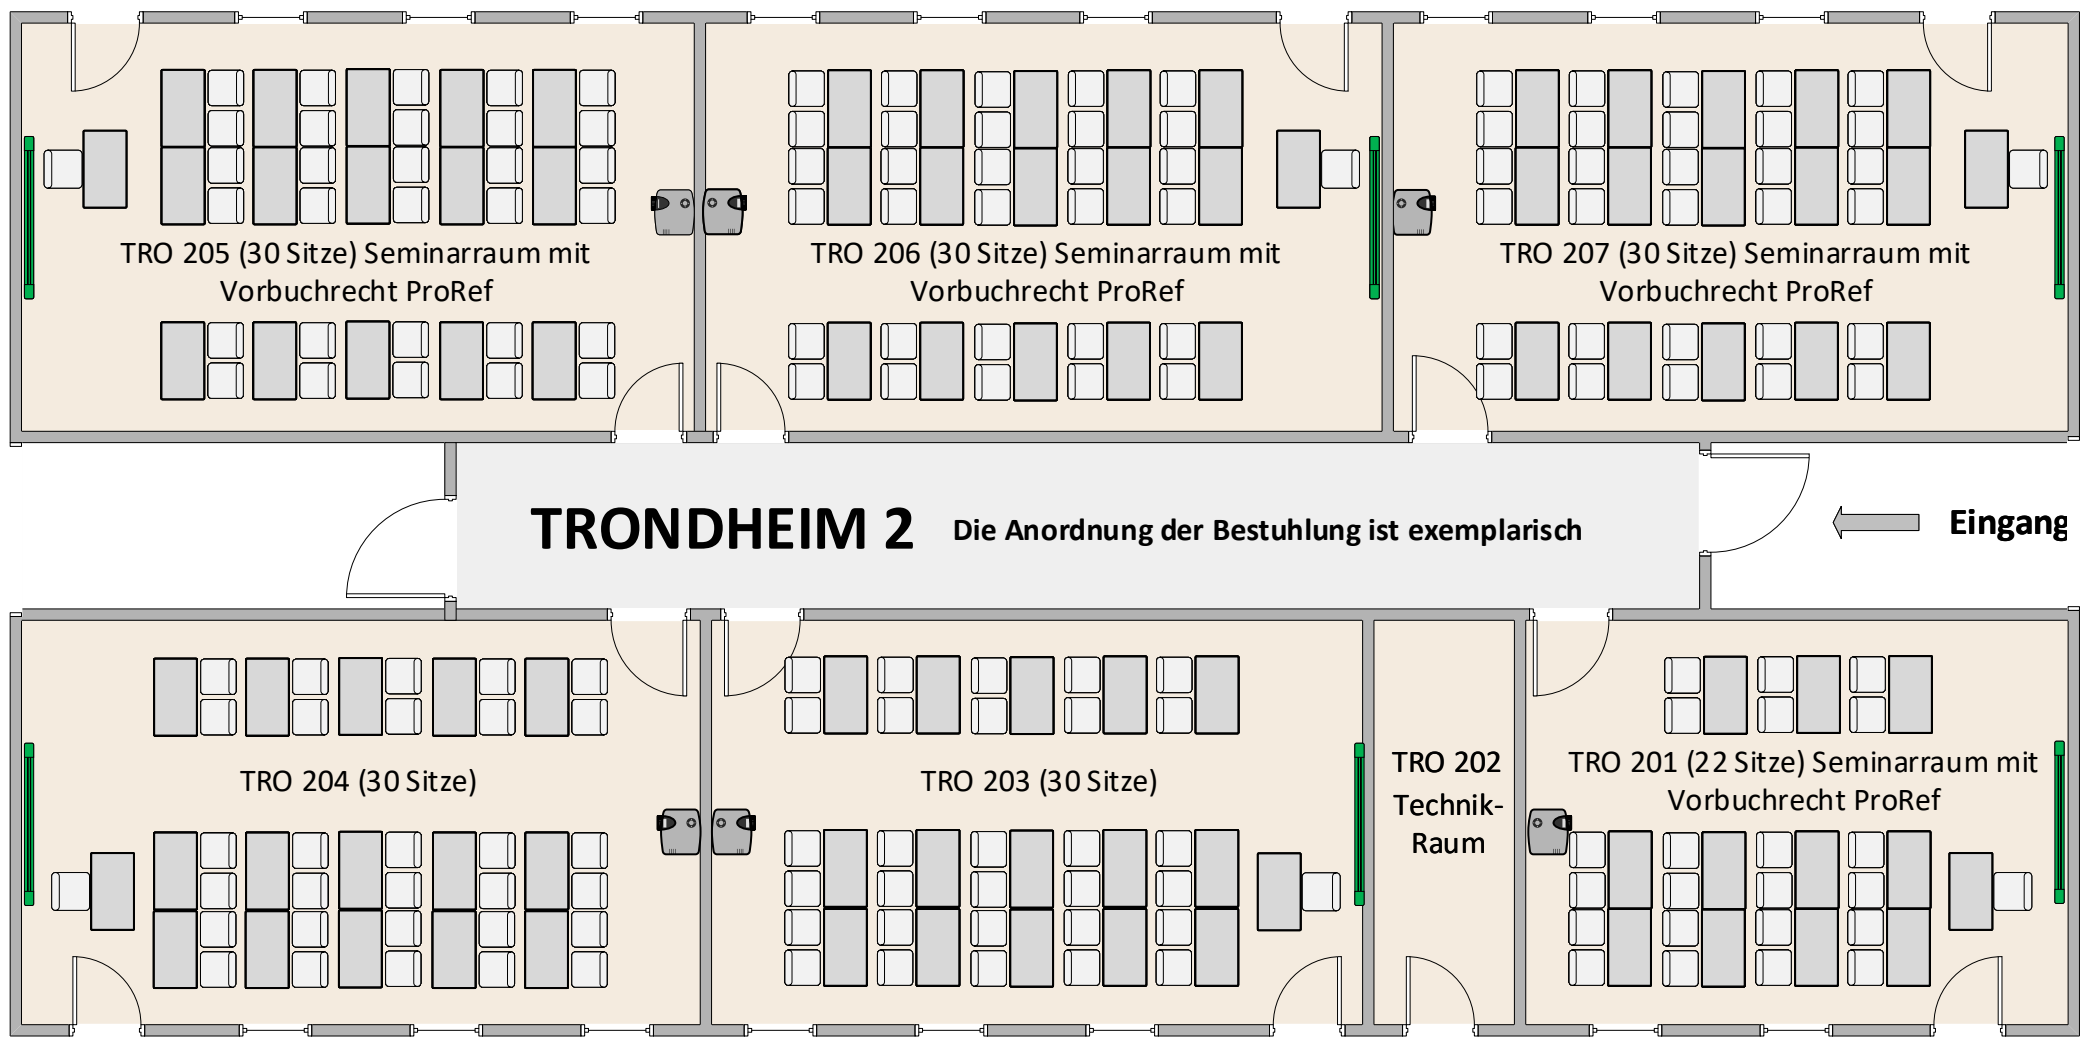 TRO 205 (30 Sitze) Seminarraum mit
Vorbuchrecht ProRef
TRO 206 (30 Sitze) Seminarraum mit
Vorbuchrecht ProRef
TRO 207 (30 Sitze) Seminarraum mit
Vorbuchrecht ProRef
TRONDHEIM 2
Die Anordnung der Bestuhlung ist exemplarisch
Eingang
TRO 204 (30 Sitze)
TRO 203 (30 Sitze)
TRO 202
Technik-
Raum
TRO 201 (22 Sitze) Seminarraum mit
Vorbuchrecht ProRef